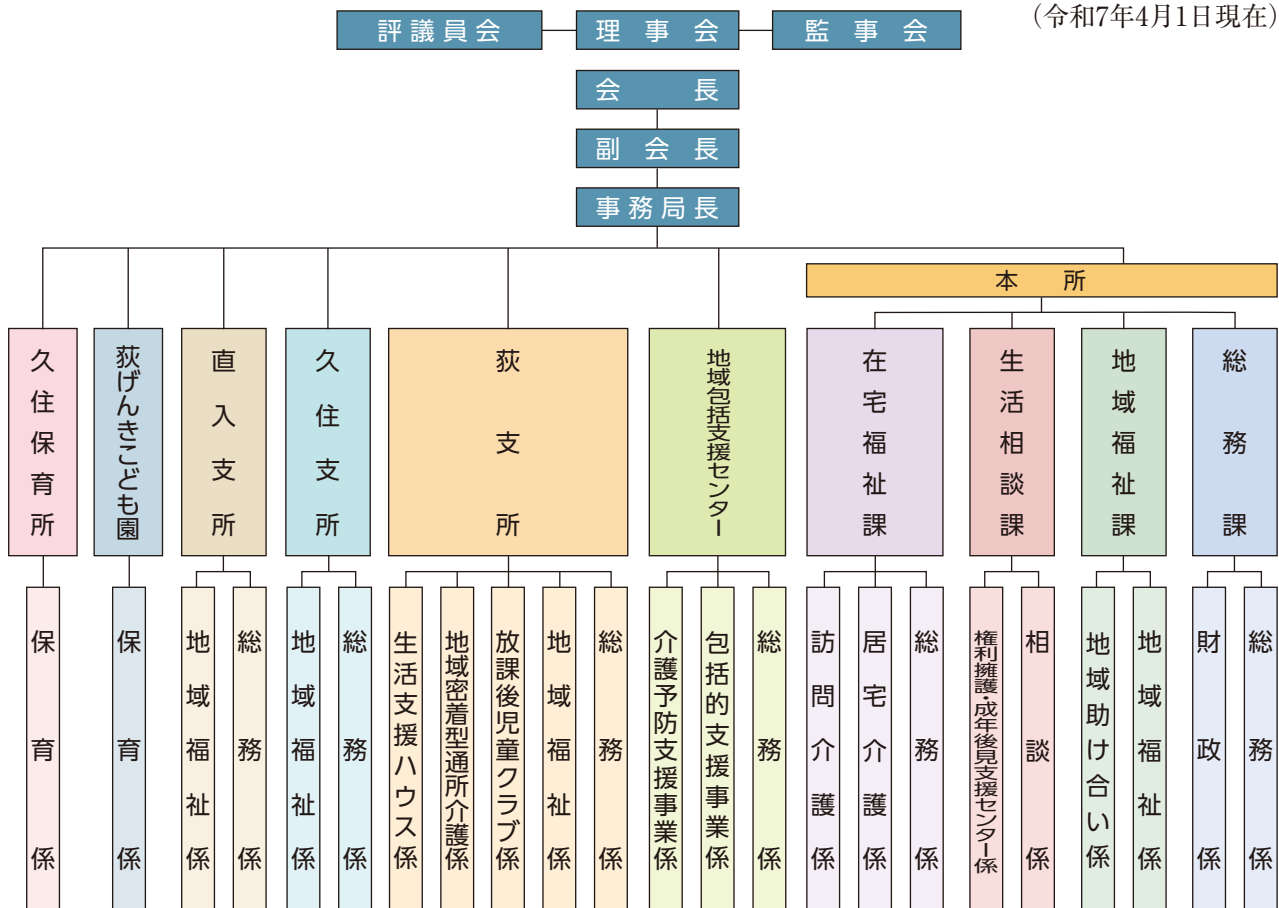 (令和7年4月1日現在)
評議員会
理事会
監事会
会長
副会長
事務局長
本所
久住保育所
荻げんきこども園
直入支所
久住支所
荻支所
地域包括支援センター
在宅福祉課
生活相談課
地域福祉課
総務課
保育係
保育係
地域福祉係
総務係
地域福祉係
総務係
生活支援ハウス係
地域密着型通所介護係
放課後児童クラブ係
地域福祉係
総務係
介護予防支援事業係
包括的支援事業係
総務係
訪問介護係
居宅介護係
総務係
権利擁護・成年後見支援センター係
相談係
地域助け合い係
地域福祉係
財政係
総務係